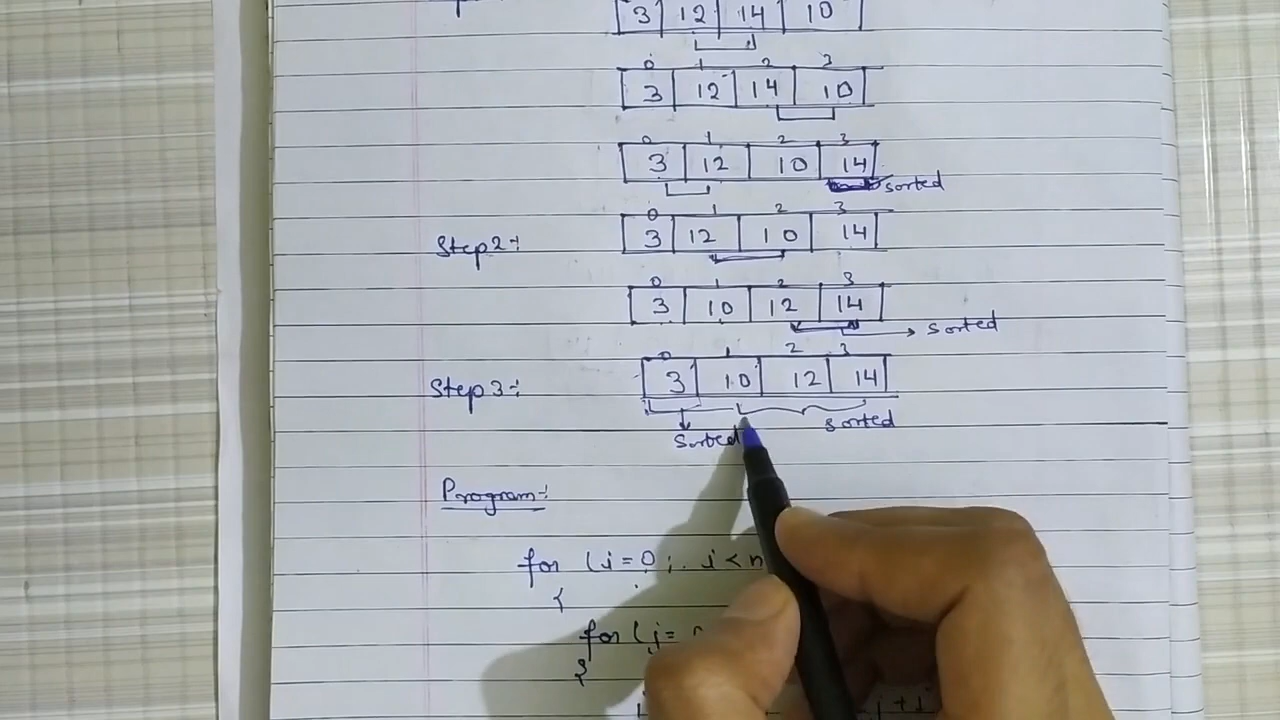 3 12 14 10
0 1 2 3
3 12 14 10
0 1 2 3
3 12 10 14
sorted
0 1 2 3
Step2:- 3 12 10 14
0 1 2 3
3 10 12 14
Sorted
0 1 2 3
Step3:- 3 10 12 14
Sorted sorted
Program:-
for (i=0; i<n
{
for (j=
{
j+1